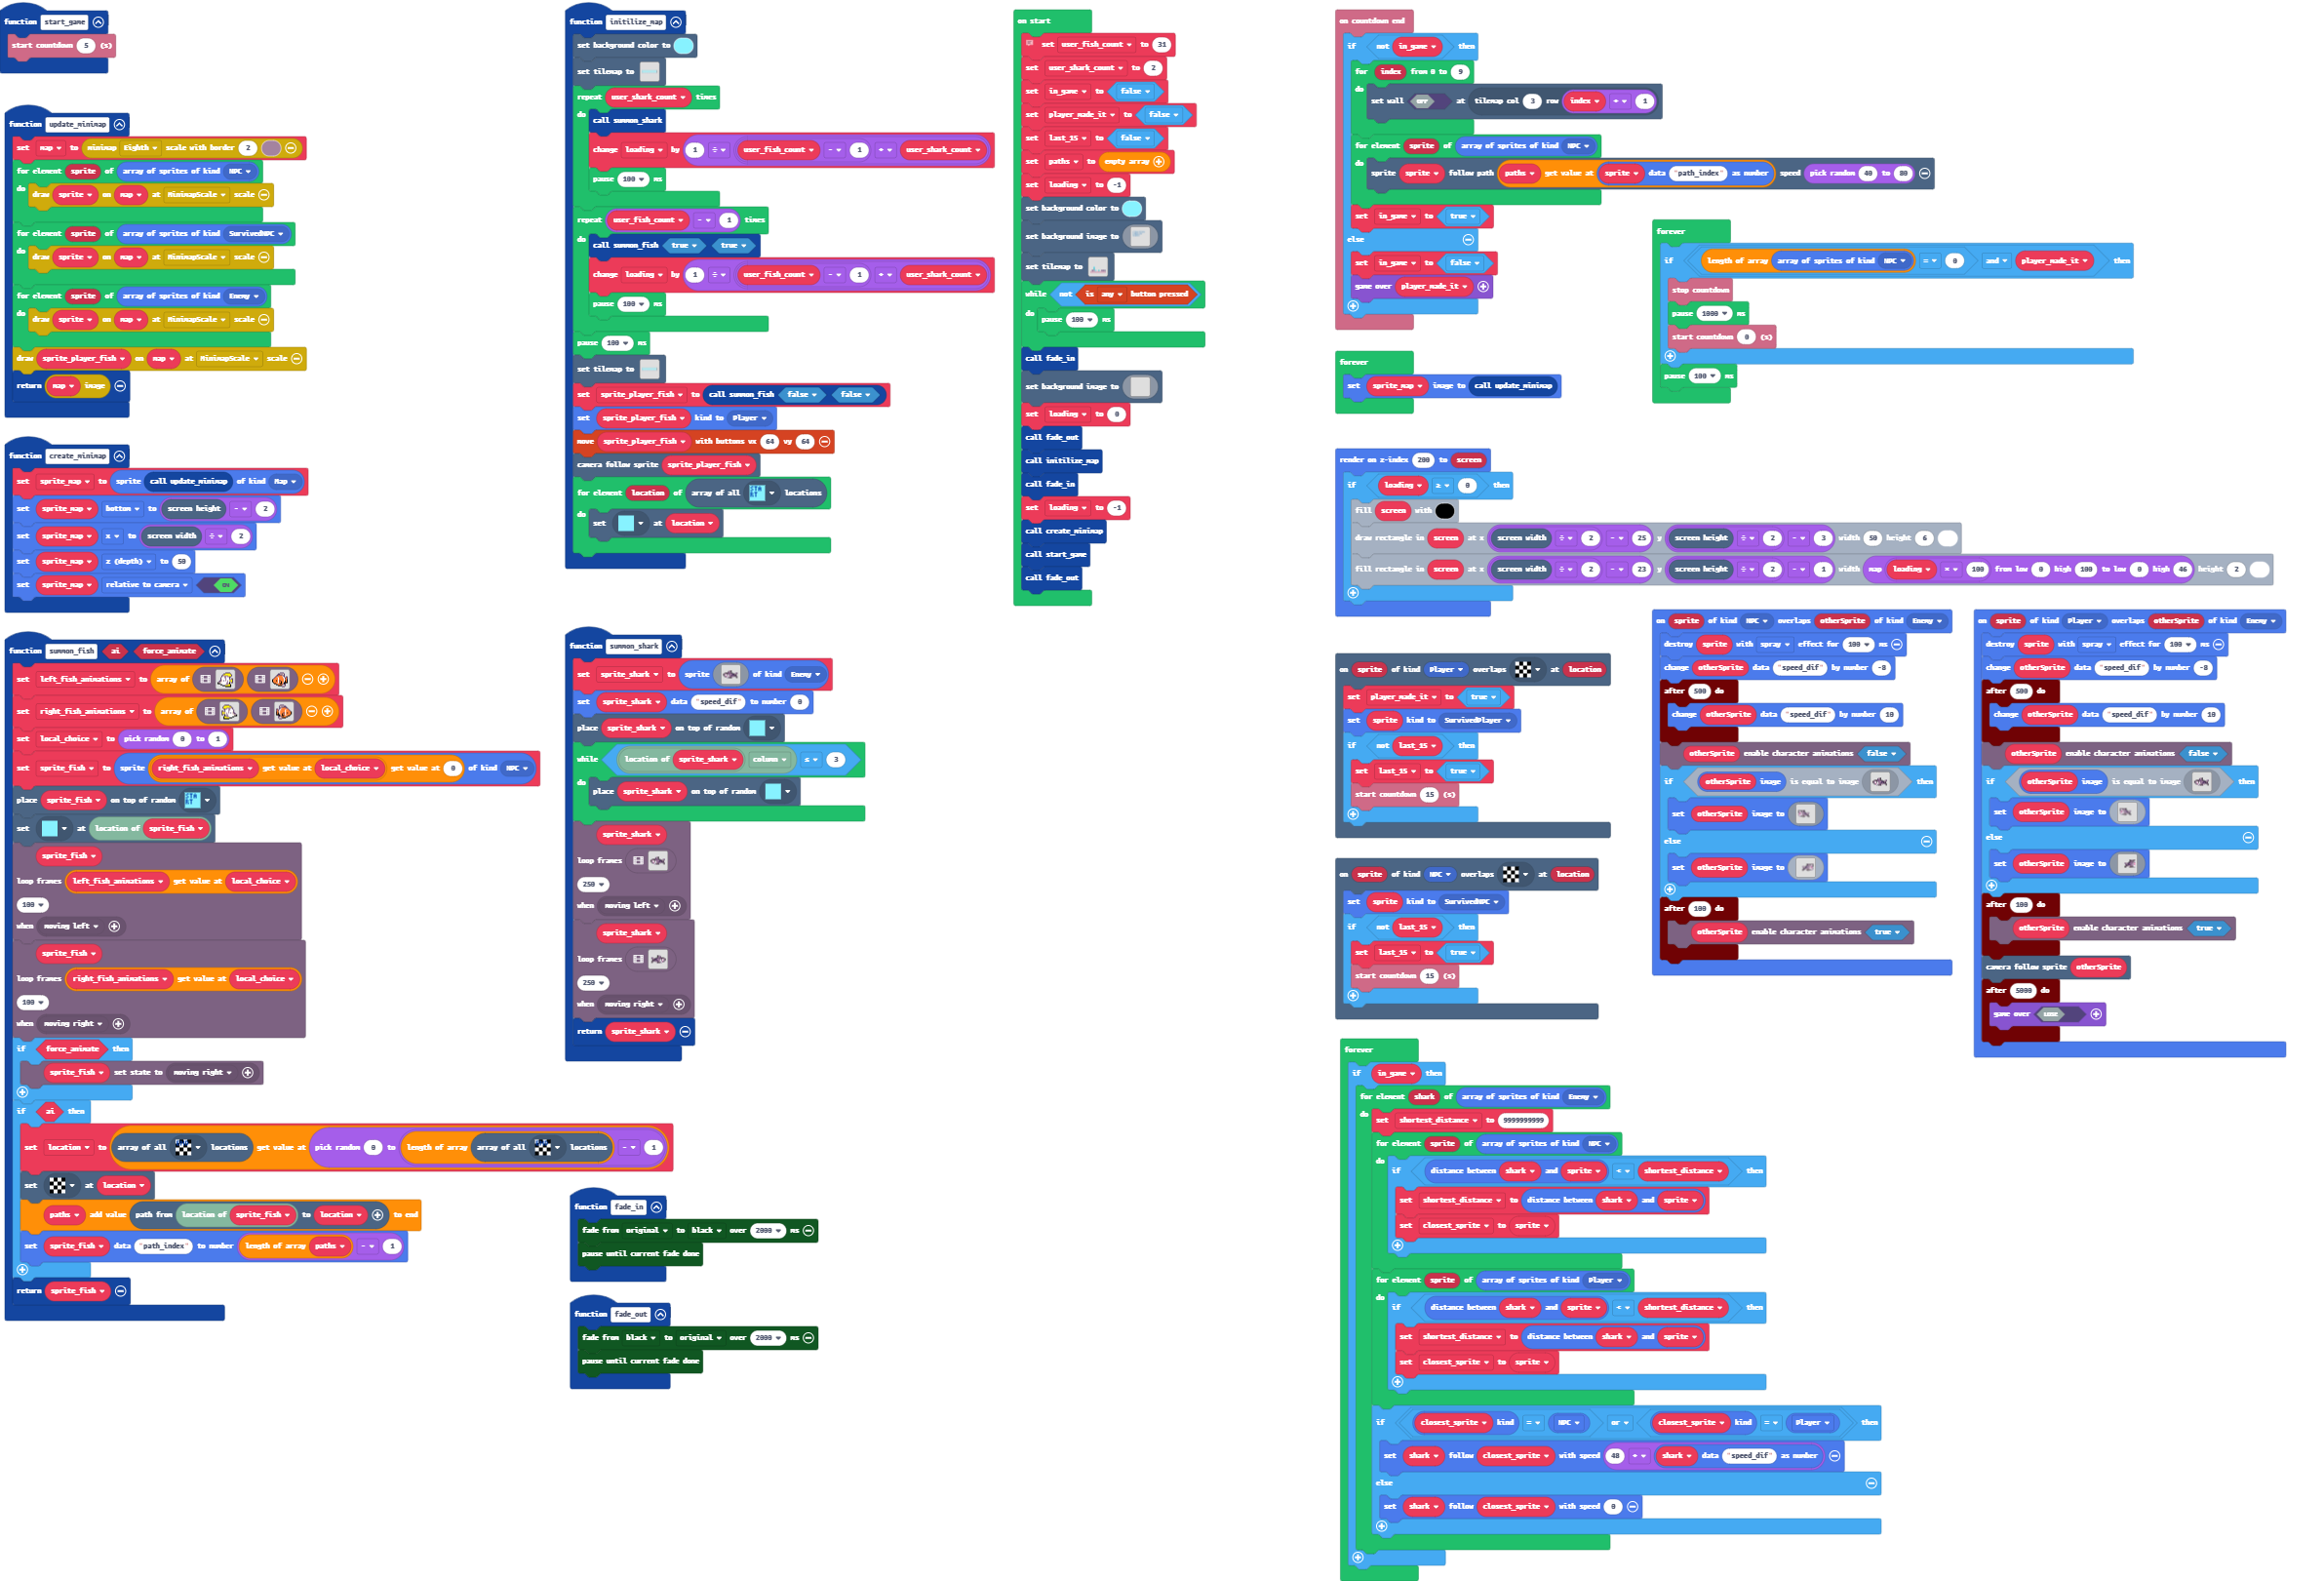 function start_game
start countdown 5 (s)
function update_minimap
set map to minimap Eighth scale with border 2
for element sprite of array of sprites of kind NPC
do draw sprite on map at MinimapScale scale
for element sprite of array of sprites of kind SurvivedNPC
do draw sprite on map at MinimapScale scale
for element sprite of array of sprites of kind Enemy
do draw sprite on map at MinimapScale scale
draw sprite_player_fish on map at MinimapScale scale
return map image
function create_minimap
set sprite_map to sprite call update_minimap of kind Map
set sprite_map bottom to screen height - 2
set sprite_map x to screen width ÷ 2
set sprite_map z (depth) to 50
set sprite_map relative to camera ON
function summon_fish ai force_animate
set left_fish_animations to array of
set right_fish_animations to array of
set local_choice to pick random 0 to 1
set sprite_fish to sprite right_fish_animations get value at local_choice get value at 0 of kind NPC
place sprite_fish on top of random START
set at location of sprite_fish
sprite_fish
loop frames left_fish_animations get value at local_choice
100
when moving left
sprite_fish
loop frames right_fish_animations get value at local_choice
100
when moving right
if force_animate then
sprite_fish set state to moving right
if ai then
set location to array of all locations get value at pick random 0 to length of array array of all locations - 1
set at location
paths add value path from location of sprite_fish to location to end
set sprite_fish data "path_index" to number length of array paths - 1
return sprite_fish
function initilize_map
set background color to
set tilemap to
repeat user_shark_count times
do call summon_shark
change loading by 1 ÷ user_fish_count - 1 + user_shark_count
pause 100 ms
repeat user_fish_count - 1 times
do call summon_fish true true
change loading by 1 ÷ user_fish_count - 1 + user_shark_count
pause 100 ms
pause 100 ms
set tilemap to
set sprite_player_fish to call summon_fish false false
set sprite_player_fish kind to Player
move sprite_player_fish with buttons vx 64 vy 64
camera follow sprite sprite_player_fish
for element location of array of all START locations
do set at location
function summon_shark
set sprite_shark to sprite of kind Enemy
set sprite_shark data "speed_dif" to number 0
place sprite_shark on top of random
while location of sprite_shark column ≤ 3
do place sprite_shark on top of random
sprite_shark
loop frames
250
when moving left
sprite_shark
loop frames
250
when moving right
return sprite_shark
function fade_in
fade from original to black over 2000 ms
pause until current fade done
function fade_out
fade from black to original over 2000 ms
pause until current fade done
on start
set user_fish_count to 31
set user_shark_count to 2
set in_game to false
set player_made_it to false
set last_15 to false
set paths to empty array
set loading to -1
set background color to
set background image to
set tilemap to
while not is any button pressed
do pause 100 ms
call fade_in
set background image to
set loading to 0
call fade_out
call initilize_map
call fade_in
set loading to -1
call create_minimap
call start_game
call fade_out
on countdown end
if not in_game then
for index from 0 to 9
do set wall OFF at tilemap col 3 row index + 1
for element sprite of array of sprites of kind NPC
do sprite sprite follow path paths get value at sprite data "path_index" as number speed pick random 40 to 80
set in_game to true
else
set in_game to false
game over player_made_it
forever
if length of array array of sprites of kind NPC = 0 and player_made_it then
stop countdown
pause 1000 ms
start countdown 0 (s)
pause 100 ms
forever
set sprite_map image to call update_minimap
render on z-index 200 to screen
if loading ≥ 0 then
fill screen with
draw rectangle in screen at x screen width ÷ 2 - 25 y screen height ÷ 2 - 3 width 50 height 6
fill rectangle in screen at x screen width ÷ 2 - 23 y screen height ÷ 2 - 1 width map loading × 100 from low 0 high 100 to low 0 high 46 height 2
on sprite of kind Player overlaps at location
set player_made_it to true
set sprite kind to SurvivedPlayer
if not last_15 then
set last_15 to true
start countdown 15 (s)
on sprite of kind NPC overlaps at location
set sprite kind to SurvivedNPC
if not last_15 then
set last_15 to true
start countdown 15 (s)
on sprite of kind NPC overlaps otherSprite of kind Enemy
destroy sprite with spray effect for 100 ms
change otherSprite data "speed_dif" by number -8
after 500 do
change otherSprite data "speed_dif" by number 10
otherSprite enable character animations false
if otherSprite image is equal to image then
set otherSprite image to
else
set otherSprite image to
after 100 do
otherSprite enable character animations true
on sprite of kind Player overlaps otherSprite of kind Enemy
destroy sprite with spray effect for 100 ms
change otherSprite data "speed_dif" by number -8
after 500 do
change otherSprite data "speed_dif" by number 10
otherSprite enable character animations false
if otherSprite image is equal to image then
set otherSprite image to
else
set otherSprite image to
after 100 do
otherSprite enable character animations true
camera follow sprite otherSprite
after 5000 do
game over LOSE
forever
if in_game then
for element shark of array of sprites of kind Enemy
do set shortest_distance to 9999999999
for element sprite of array of sprites of kind NPC
do if distance between shark and sprite < shortest_distance then
set shortest_distance to distance between shark and sprite
set closest_sprite to sprite
for element sprite of array of sprites of kind Player
do if distance between shark and sprite < shortest_distance then
set shortest_distance to distance between shark and sprite
set closest_sprite to sprite
if closest_sprite kind = NPC or closest_sprite kind = Player then
set shark follow closest_sprite with speed 48 + shark data "speed_dif" as number
else
set shark follow closest_sprite with speed 0